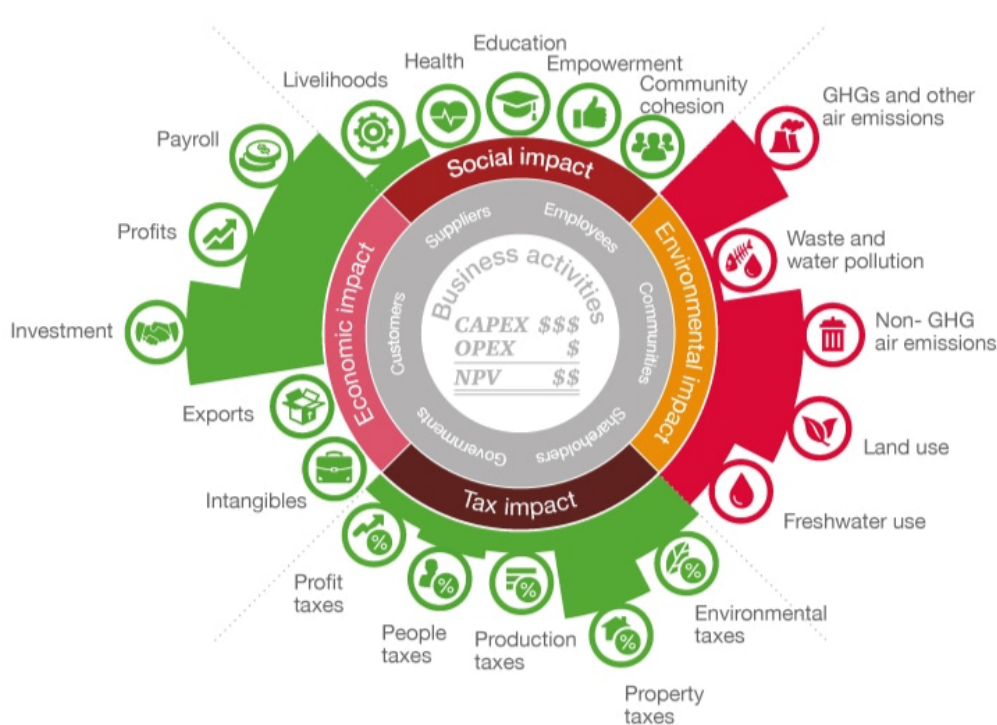 Education
Health
Empowerment
Livelihoods
Community
cohesion
GHGs and other
air emissions
Payroll
Social impact
Profits
Waste and
water pollution
Suppliers
Employees
Environmental impact
Economic impact
Business activities
Investment
Customers
CAPEX $$$
OPEX $
NPV $$
Communities
Non- GHG
air emissions
Exports
Governments
Shareholders
Land use
Intangibles
Tax impact
Freshwater use
Profit
taxes
%
People
taxes
%
Production
taxes
%
Property
taxes
%
Environmental
taxes
%
$